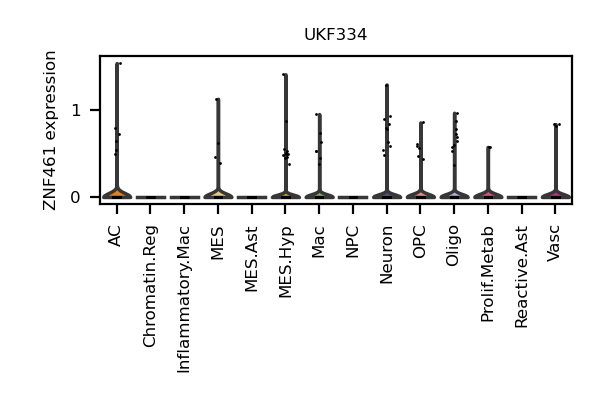 UKF334
ZNF461 expression
1
0
AC
Chromatin.Reg
Inflammatory.Mac
MES
MES.Ast
MES.Hyp
Mac
NPC
Neuron
OPC
Oligo
Prolif.Metab
Reactive.Ast
Vasc